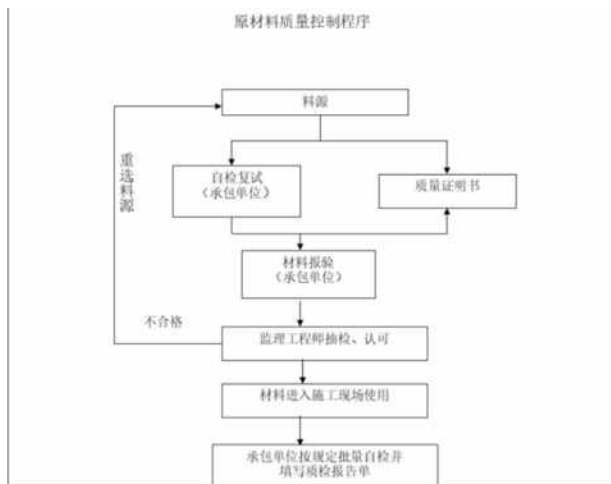 原材料质量控制程序
料源
重选料源
自检复试
（承包单位）
质量证明书
材料报验
（承包单位）
不合格
监理工程师抽检、认可
材料进入施工现场使用
承包单位按规定批量自检并
填写质检报告单